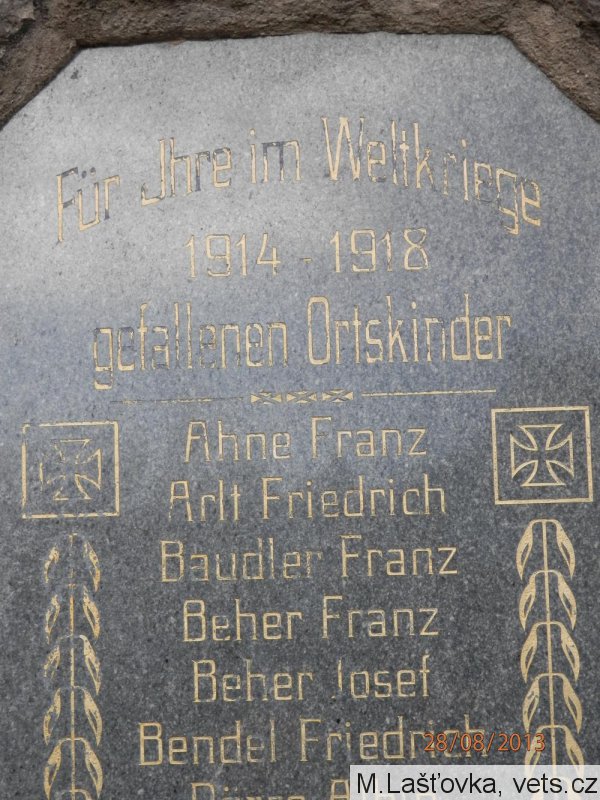 Für Jhre im Weltkriege
1914 - 1918
gefallenen Ortskinder
Ahne Franz
Arlt Friedrich
Baudler Franz
Beher Franz
Beher Josef
Bendel Friedrich
28/08/2013
M.Lašťovka, vets.cz